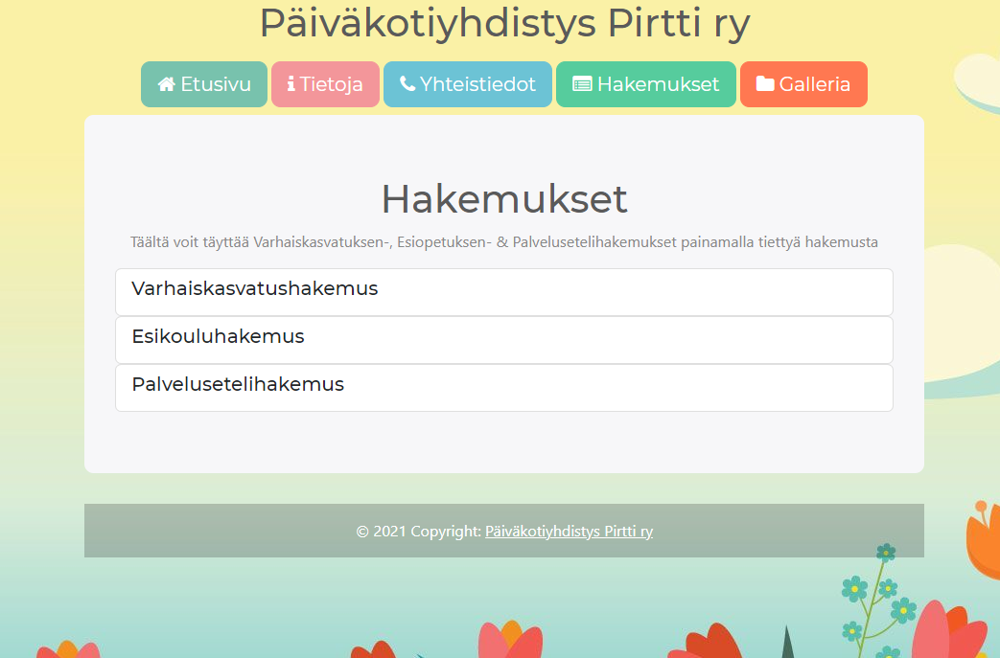 Päiväkotiyhdistys Pirtti ry
Etusivu Tietoja Yhteistiedot Hakemukset Galleria
Hakemukset
Täältä voit täyttää Varhaiskasvatuksen-, Esiopetuksen- & Palvelusetelihakemukset painamalla tiettyä hakemusta
Varhaiskasvatushakemus
Esikouluhakemus
Palvelusetelihakemus
© 2021 Copyright: Päiväkotiyhdistys Pirtti ry